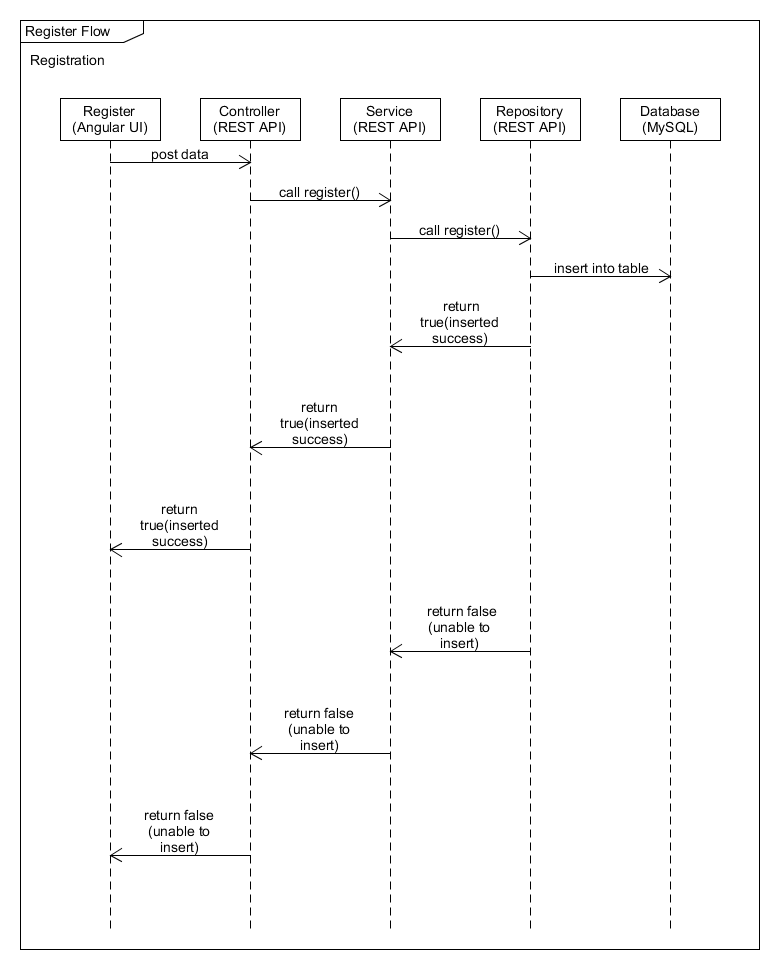 Register Flow
Registration
Register
(Angular UI)
Controller
(REST API)
Service
(REST API)
Repository
(REST API)
Database
(MySQL)
post data
call register()
call register()
insert into table
return
true(inserted
success)
return
true(inserted
success)
return
true(inserted
success)
return false
(unable to
insert)
return false
(unable to
insert)
return false
(unable to
insert)